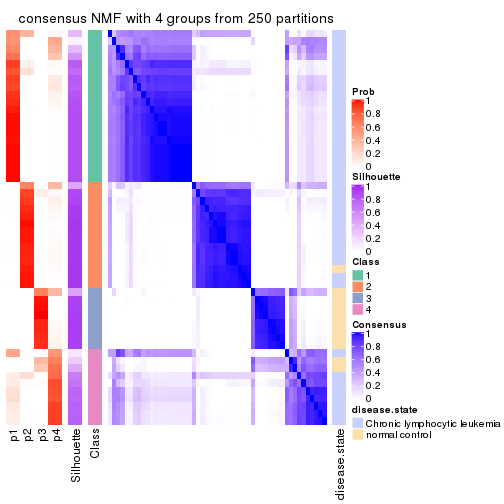 consensus NMF with 4 groups from 250 partitions
Prob
1
0.8
0.6
0.4
0.2
0
Silhouette
1
0.8
0.6
0.4
0.2
0
Class
1
2
3
4
Consensus
1
0.8
0.6
0.4
0.2
0
disease.state
Chronic lymphocytic leukemia
normal control
p1
p2
p3
p4
Silhouette
Class
disease.state